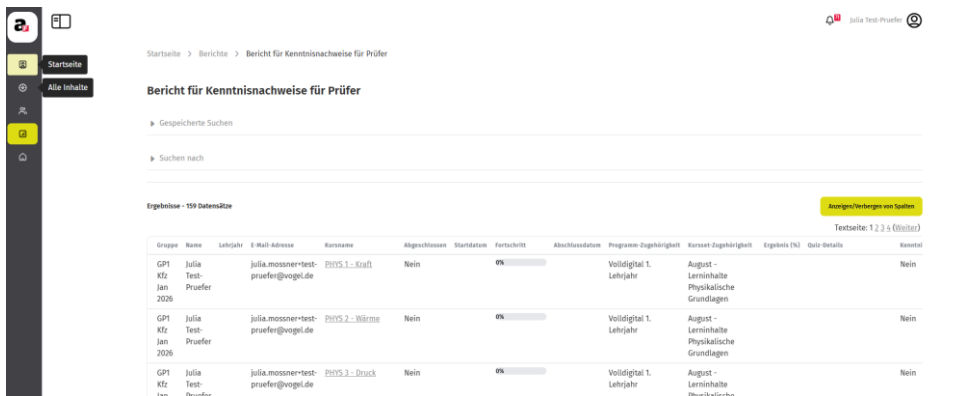 a.
11
Julia Test-Pruefer
Startseite
Alle Inhalte
Startseite > Berichte > Bericht für Kenntnisnachweise für Prüfer
Bericht für Kenntnisnachweise für Prüfer
Gespeicherte Suchen
Suchen nach
Ergebnisse - 159 Datensätze
Anzeigen/Verbergen von Spalten
Textseite: 1 2 3 4 (Weiter)
Gruppe Name Lehrjahr E-Mail-Adresse Kursname Abgeschlossen Startdatum Fortschritt Abschlussdatum Programm-Zugehörigkeit Kursset-Zugehörigkeit Ergebnis (%) Quiz-Details Kenntni
GP1 Julia julia.mossner+test- PHYS 1 - Kraft Nein 0% Volldigital 1. August - Nein
Kfz Test- pruefer@vogel.de Lehrjahr Lerninhalte
Jan Pruefer Physikalische
2026 Grundlagen
GP1 Julia julia.mossner+test- PHYS 2 - Wärme Nein 0% Volldigital 1. August - Nein
Kfz Test- pruefer@vogel.de Lehrjahr Lerninhalte
Jan Pruefer Physikalische
2026 Grundlagen
GP1 Julia julia.mossner+test- PHYS 3 - Druck Nein 0% Volldigital 1. August - Nein
Kfz Test- pruefer@vogel.de Lehrjahr Lerninhalte
Jan Pruefer Physikalische